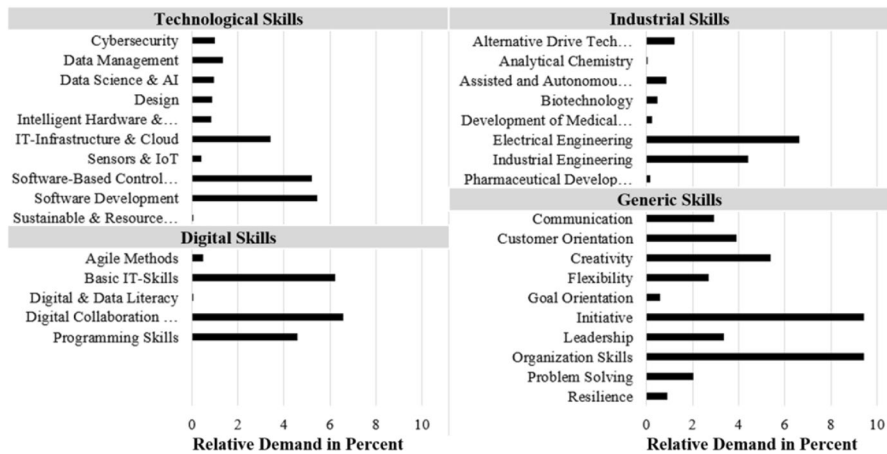 Technological Skills
Cybersecurity
Data Management
Data Science & AI
Design
Intelligent Hardware &…
IT-Infrastructure & Cloud
Sensors & IoT
Software-Based Control…
Software Development
Sustainable & Resource…
Digital Skills
Agile Methods
Basic IT-Skills
Digital & Data Literacy
Digital Collaboration …
Programming Skills
0 2 4 6 8 10
Relative Demand in Percent
Industrial Skills
Alternative Drive Tech…
Analytical Chemistry
Assisted and Autonomou…
Biotechnology
Development of Medical…
Electrical Engineering
Industrial Engineering
Pharmaceutical Develop…
Generic Skills
Communication
Customer Orientation
Creativity
Flexibility
Goal Orientation
Initiative
Leadership
Organization Skills
Problem Solving
Resilience
0 2 4 6 8 10
Relative Demand in Percent